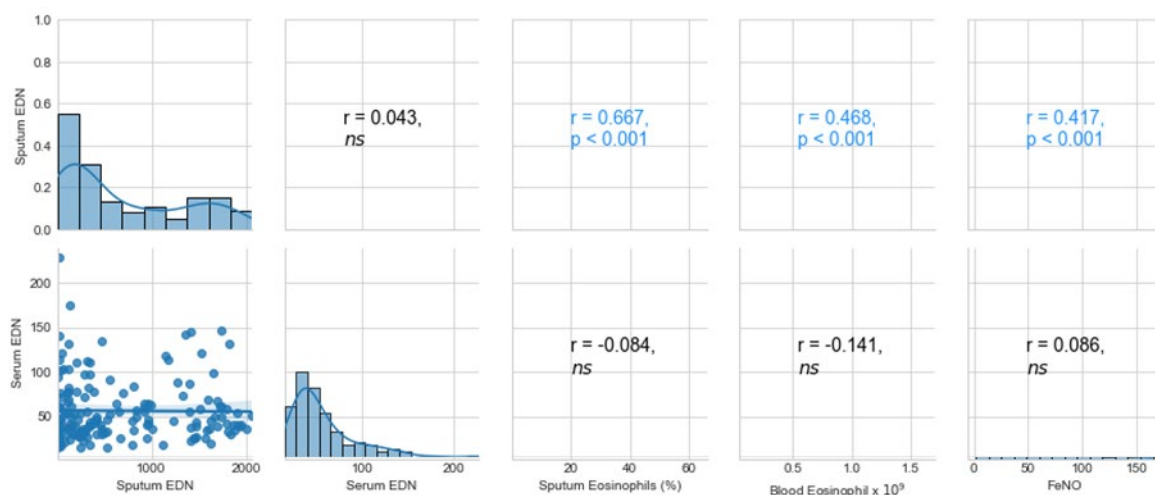 1.0
0.8
0.6
0.4
0.2
0.0
Sputum EDN
r = 0.043,
ns
r = 0.667,
p < 0.001
r = 0.468,
p < 0.001
r = 0.417,
p < 0.001
200
150
100
50
Serum EDN
r = -0.084,
ns
r = -0.141,
ns
r = 0.086,
ns
1000 2000
Sputum EDN
100 200
Serum EDN
20 40 60
Sputum Eosinophils (%)
0.5 1.0 1.5
Blood Eosinophil x 10⁹
0 50 100 150
FeNO